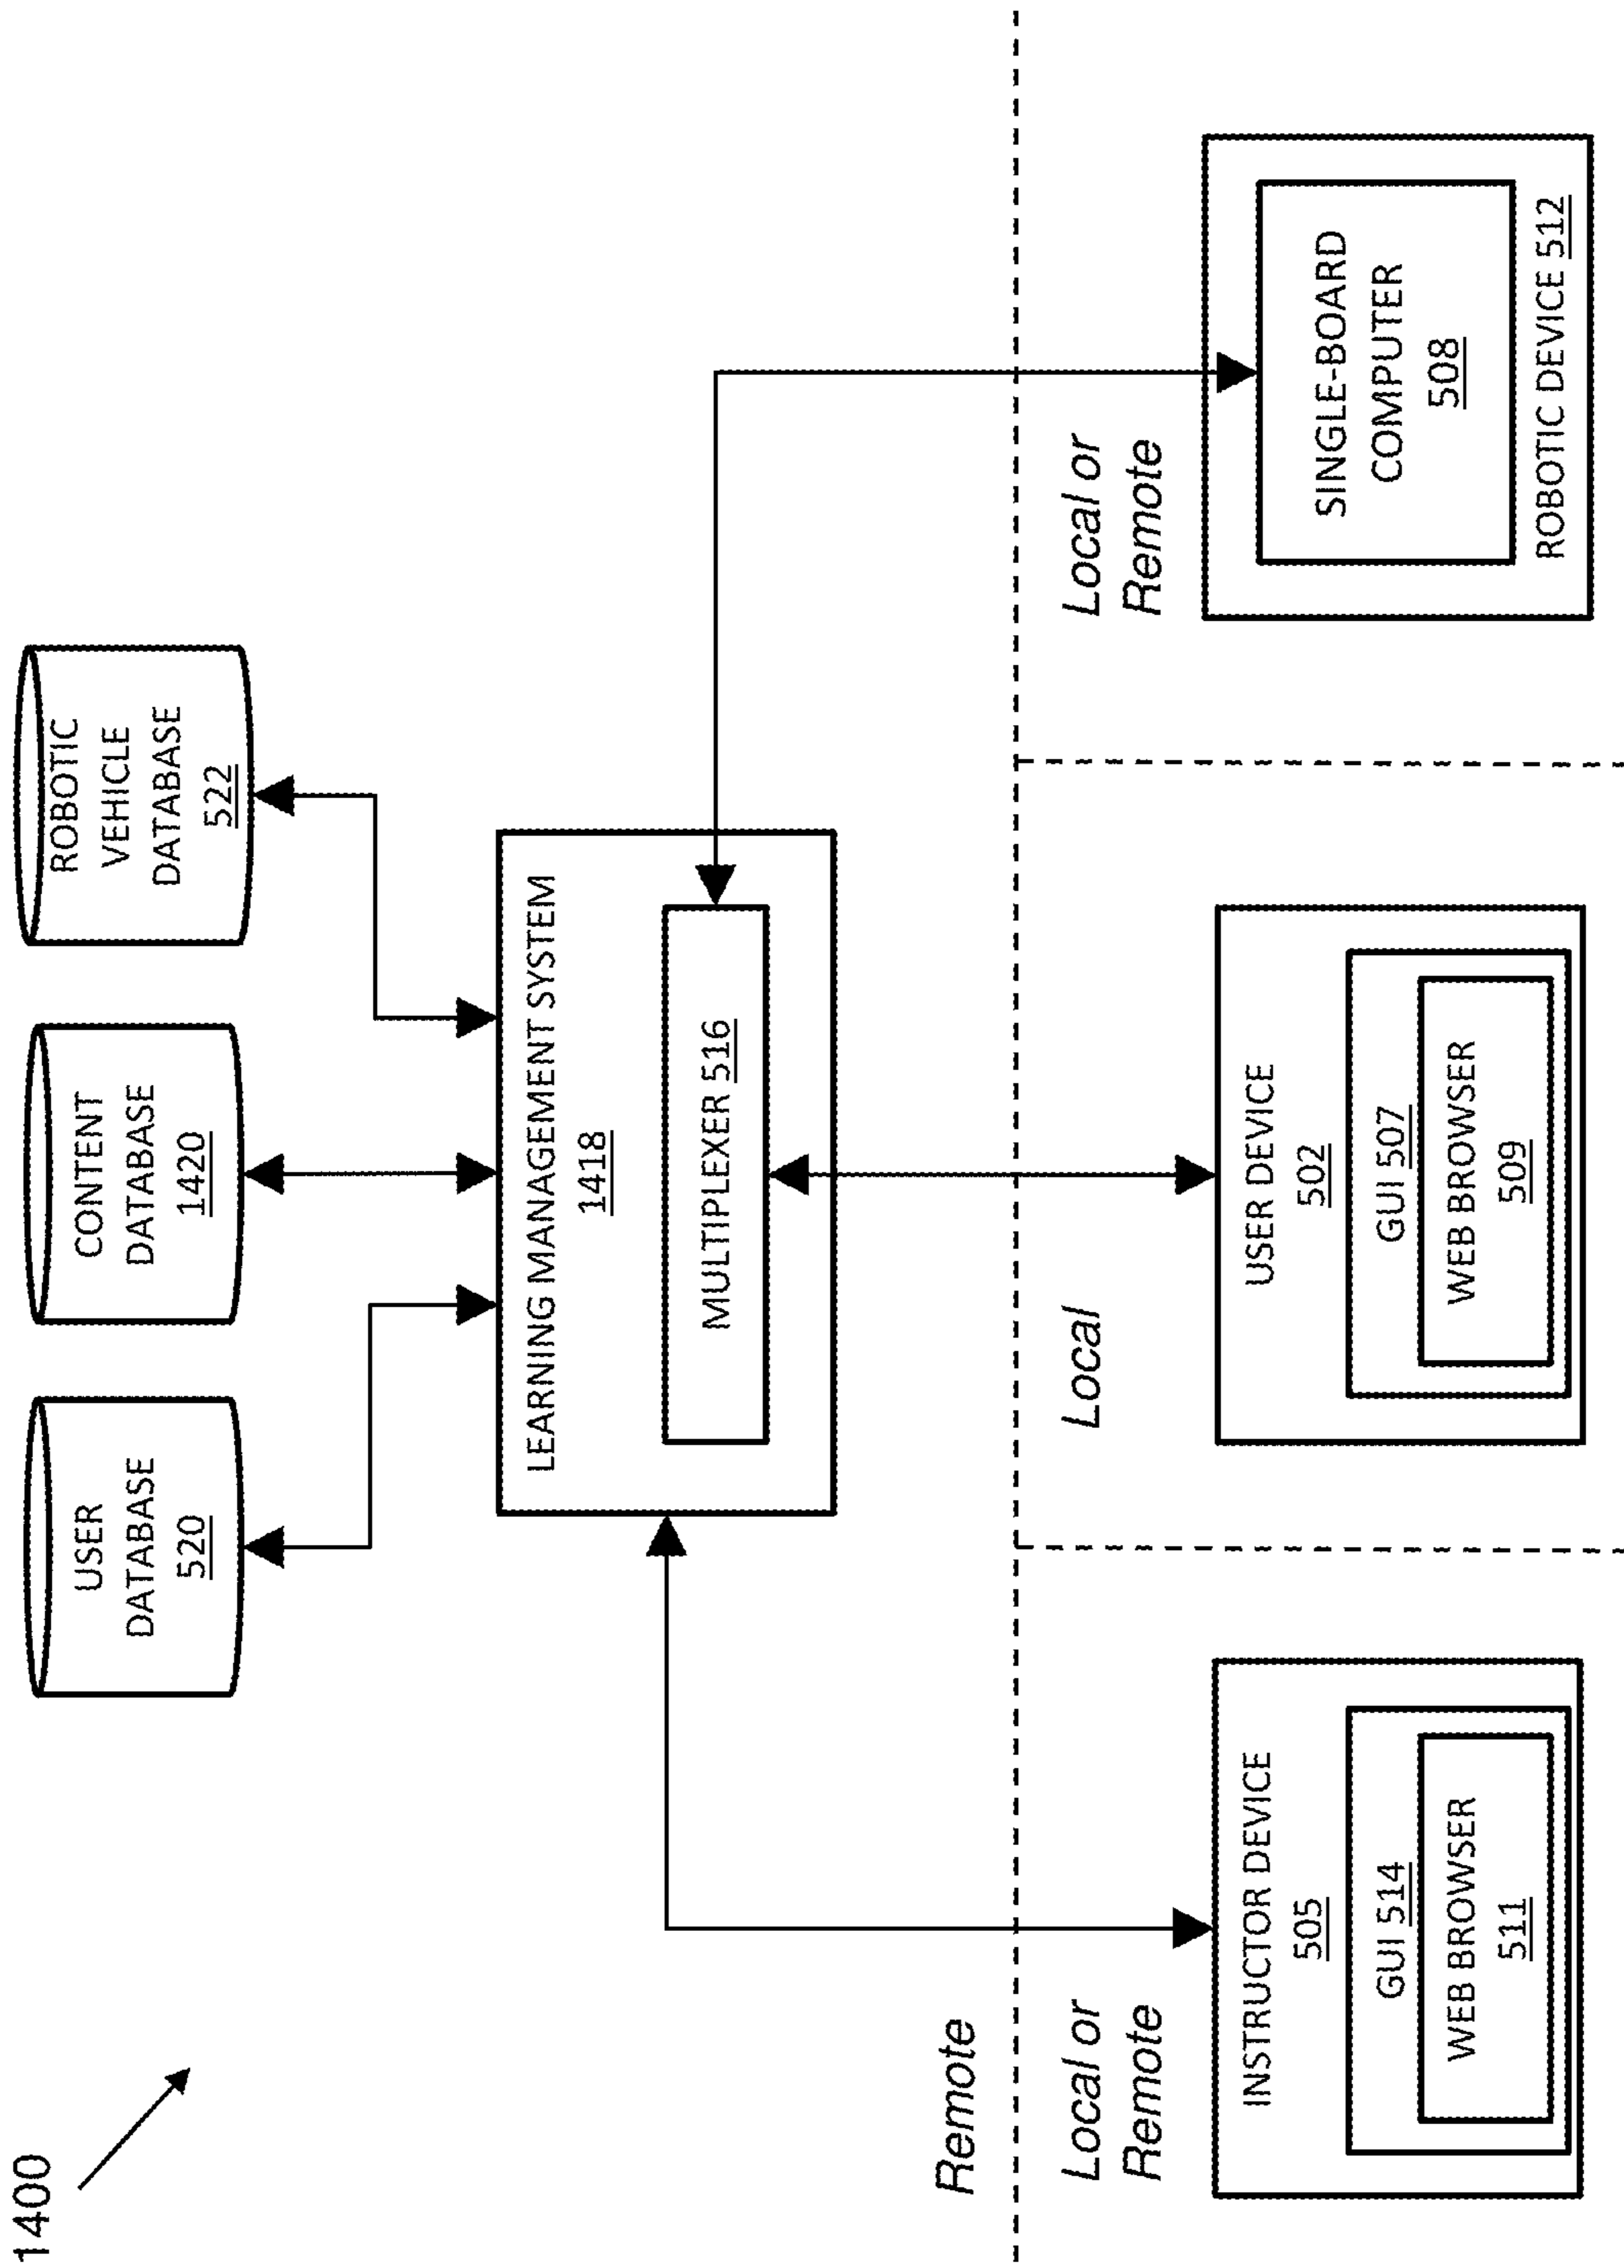 1400
USER
DATABASE
520
CONTENT
DATABASE
1420
ROBOTIC
VEHICLE
DATABASE
522
LEARNING MANAGEMENT SYSTEM
1418
MULTIPLEXER 516
Remote
Local or
Remote
Local
Local or
Remote
INSTRUCTOR DEVICE
505
GUI 514
WEB BROWSER
511
USER DEVICE
502
GUI 507
WEB BROWSER
509
SINGLE-BOARD
COMPUTER
508
ROBOTIC DEVICE 512